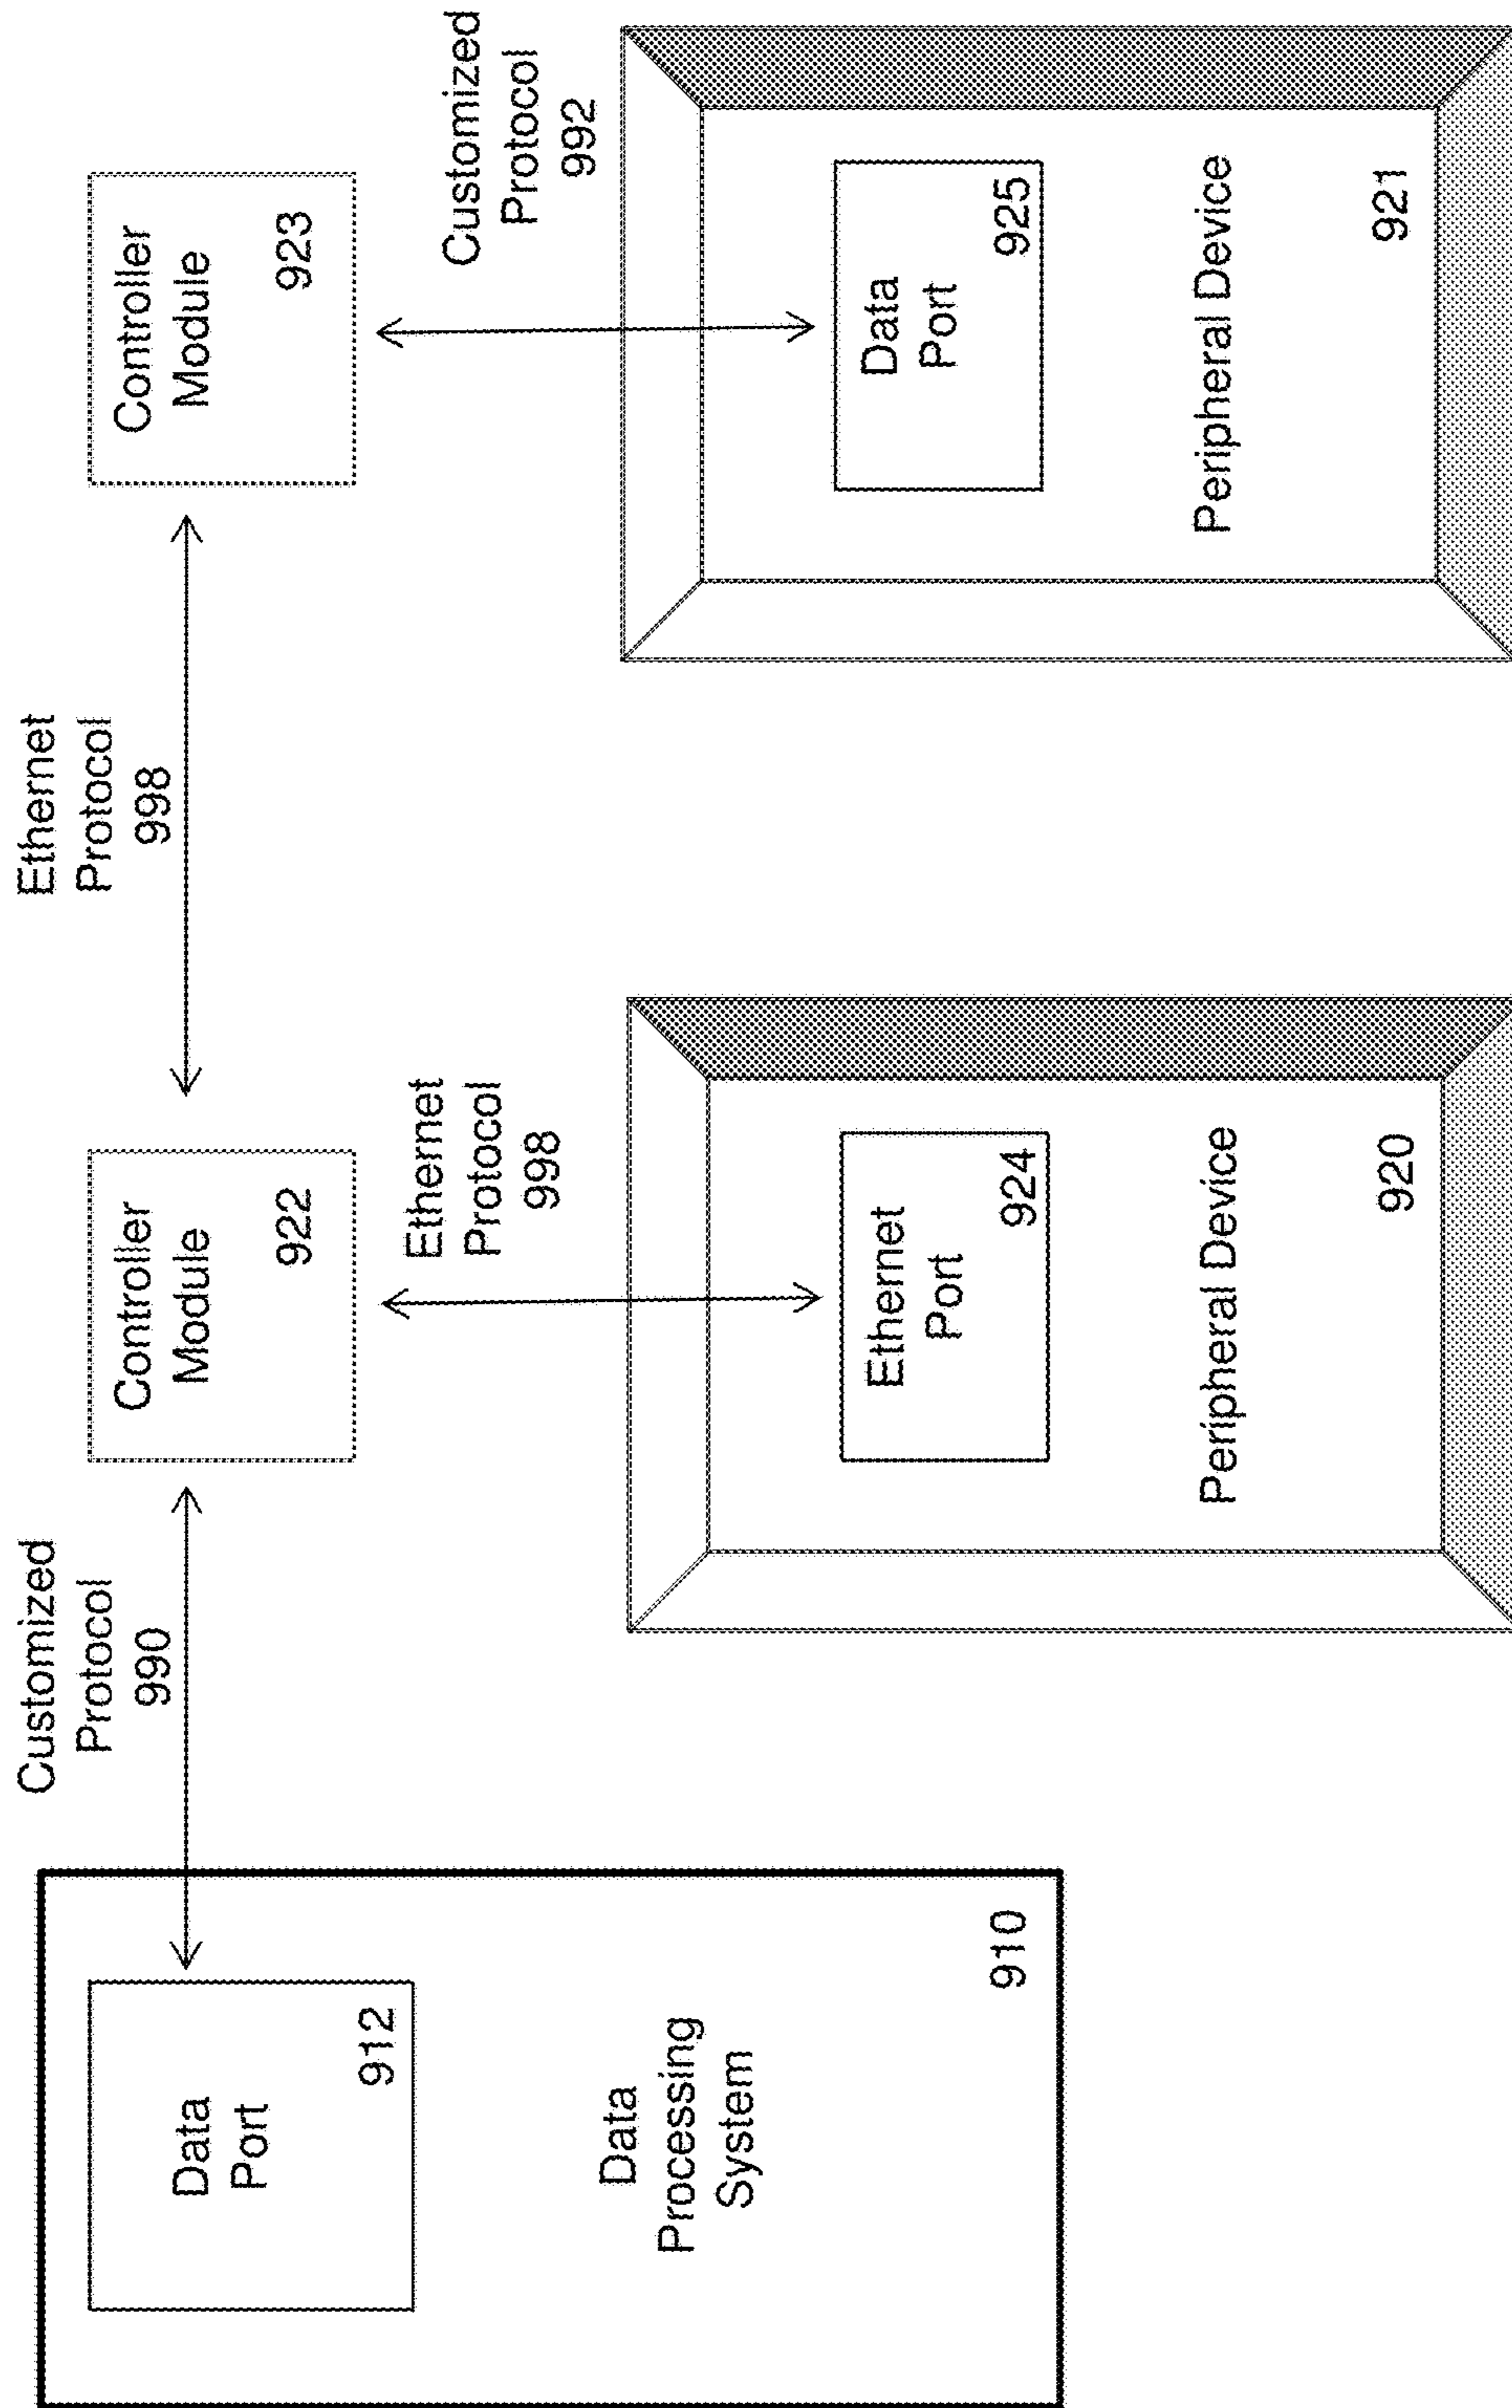 Data
Port
912
Data
Processing
System
910
Customized
Protocol
990
Controller
Module
922
Ethernet
Protocol
998
Ethernet
Port
924
Peripheral Device
920
Ethernet
Protocol
998
Controller
Module
923
Customized
Protocol
992
Data
Port
925
Peripheral Device
921